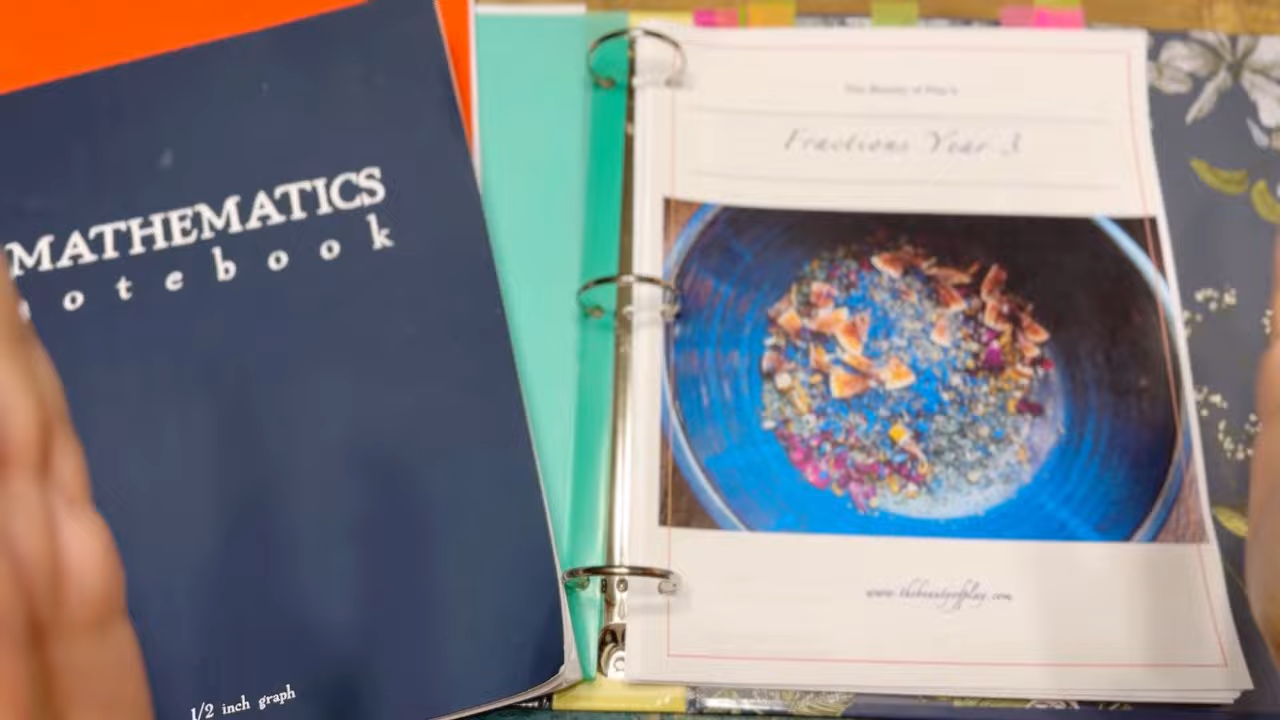 MATHEMATICS
otebook
1/2 inch graph
The Beauty of Play's
Fractions Year 3
www.thebeautyofplay.com